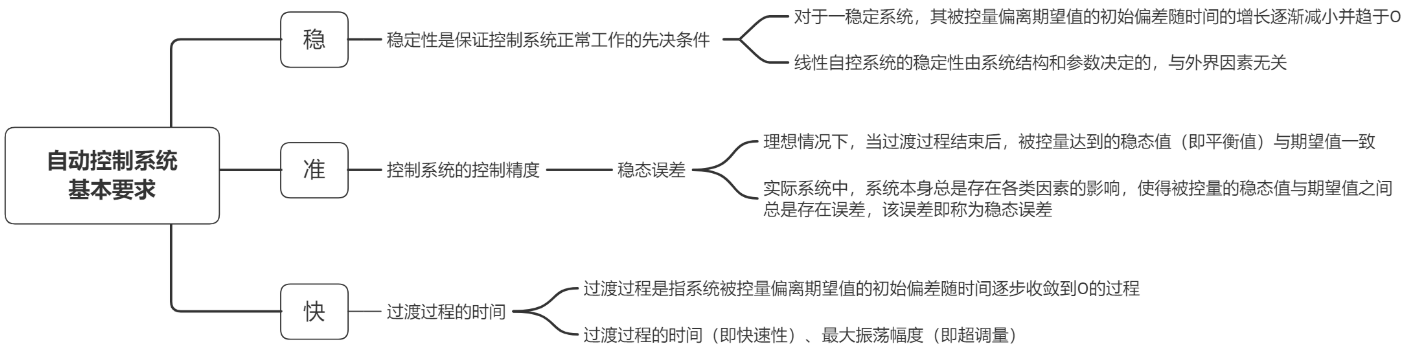 自动控制系统
基本要求
稳
稳定性是保证控制系统正常工作的先决条件
对于一稳定系统，其被控量偏离期望值的初始偏差随时间的增长逐渐减小并趋于O
线性自控系统的稳定性由系统结构和参数决定的，与外界因素无关
准
控制系统的控制精度
稳态误差
理想情况下，当过渡过程结束后，被控量达到的稳态值（即平衡值）与期望值一致
实际系统中，系统本身总是存在各类因素的影响，使得被控量的稳态值与期望值之间
总是存在误差，该误差即称为稳态误差
快
过渡过程的时间
过渡过程是指系统被控量偏离期望值的初始偏差随时间逐步收敛到O的过程
过渡过程的时间（即快速性）、最大振荡幅度（即超调量）